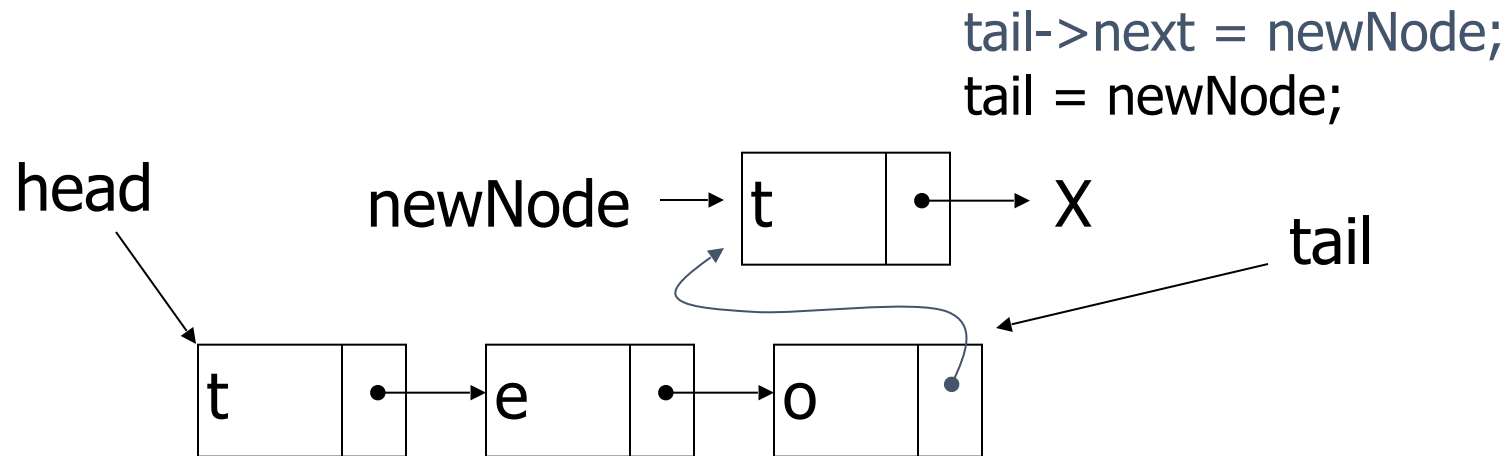 tail->next = newNode;
tail = newNode;
head
newNode
t
X
tail
t
e
o